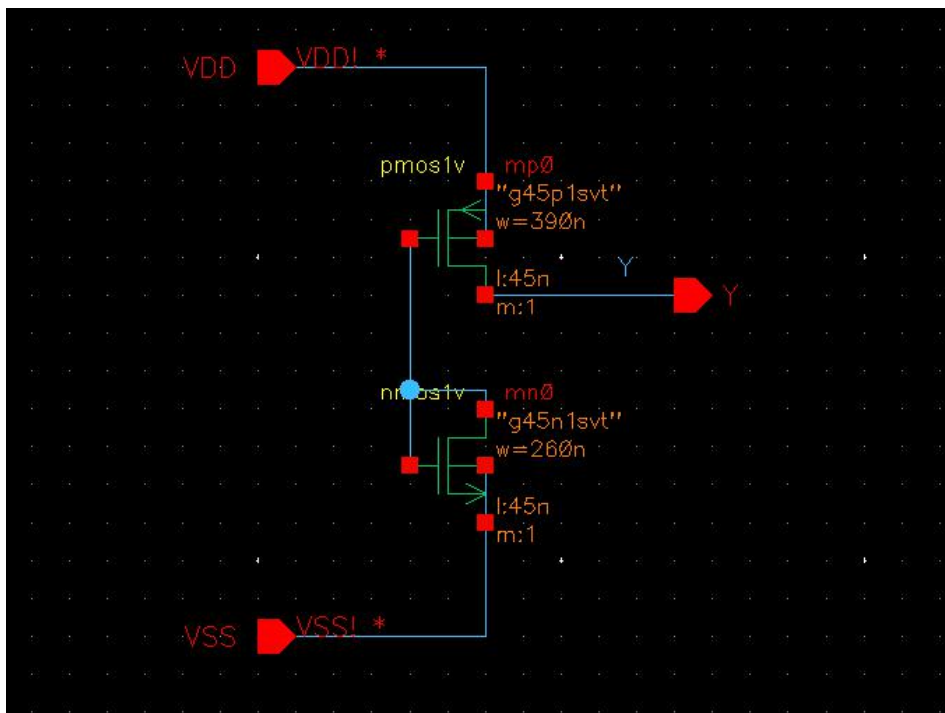 VDD VDD! *
pmos1v mp0
"g45p1svt"
w=390n
l:45n
m:1
Y
Y
nmos1v mn0
"g45n1svt"
w=260n
l:45n
m:1
VSS VSS! *